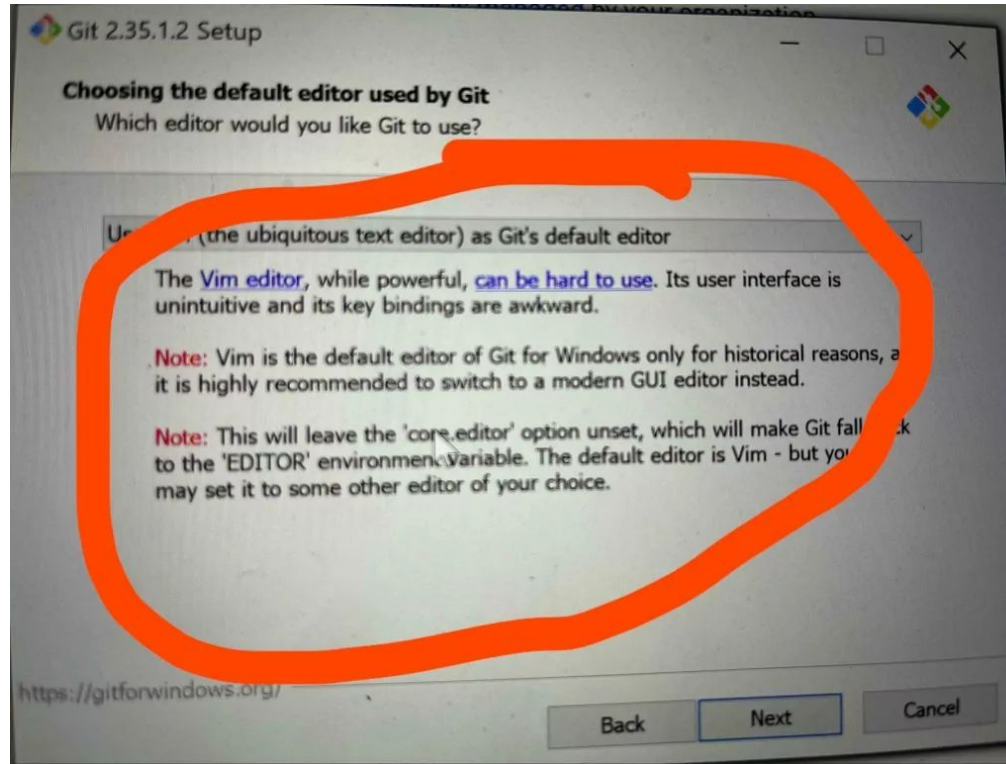 managed by your organization
Git 2.35.1.2 Setup
Choosing the default editor used by Git
Which editor would you like Git to use?
(the ubiquitous text editor) as Git's default editor
The Vim editor, while powerful, can be hard to use. Its user interface is
unintuitive and its key bindings are awkward.
Note: Vim is the default editor of Git for Windows only for historical reasons,
it is highly recommended to switch to a modern GUI editor instead.
Note: This will leave the 'core.editor' option unset, which will make Git fall
to the 'EDITOR' environment variable. The default editor is Vim - but you
may set it to some other editor of your choice.
https://gitforwindows.org/
Back
Next
Cancel